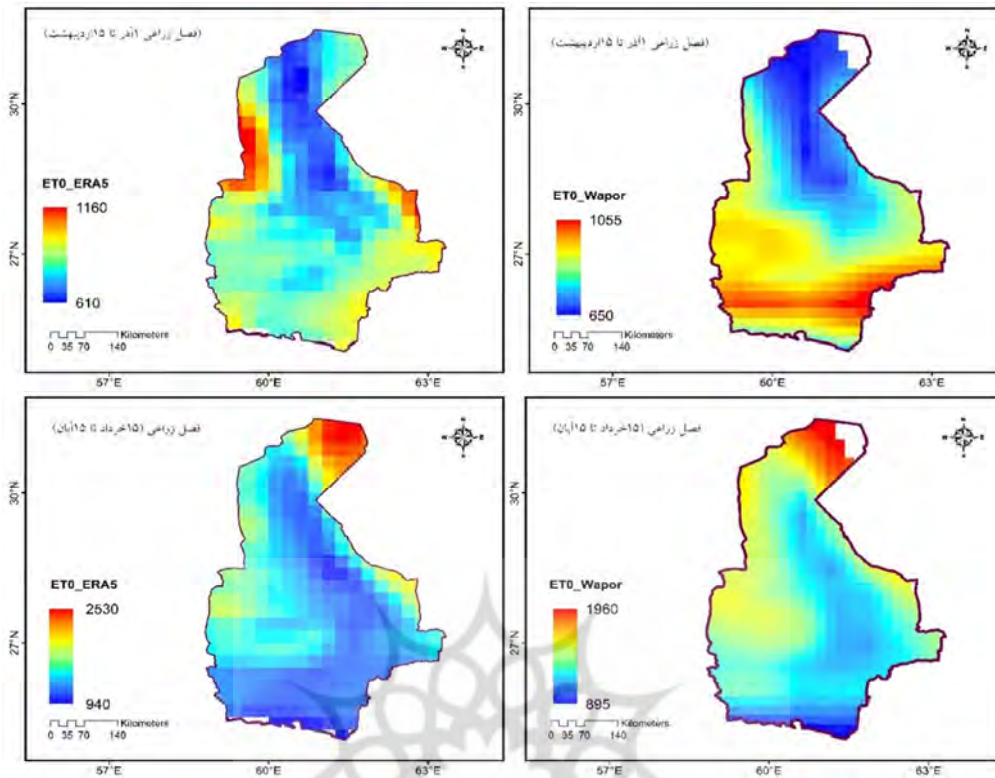 (فصل زراعی ۱آذر تا ۱۵اردیبهشت)
N
W E
S
30°N
27°N
ET0_ERA5
1160
610
Kilometers
0 35 70 140
57°E 60°E 63°E
(فصل زراعی ۱آذر تا ۱۵اردیبهشت)
N
W E
S
30°N
27°N
ET0_Wapor
1055
650
Kilometers
0 35 70 140
57°E 60°E 63°E
فصل زراعی (۱۵خرداد تا ۱۵آبان)
N
W E
S
30°N
27°N
ET0_ERA5
2530
940
Kilometers
0 35 70 140
57°E 60°E 63°E
فصل زراعی (۱۵خرداد تا ۱۵آبان)
N
W E
S
30°N
27°N
ET0_Wapor
1960
895
Kilometers
0 35 70 140
57°E 60°E 63°E